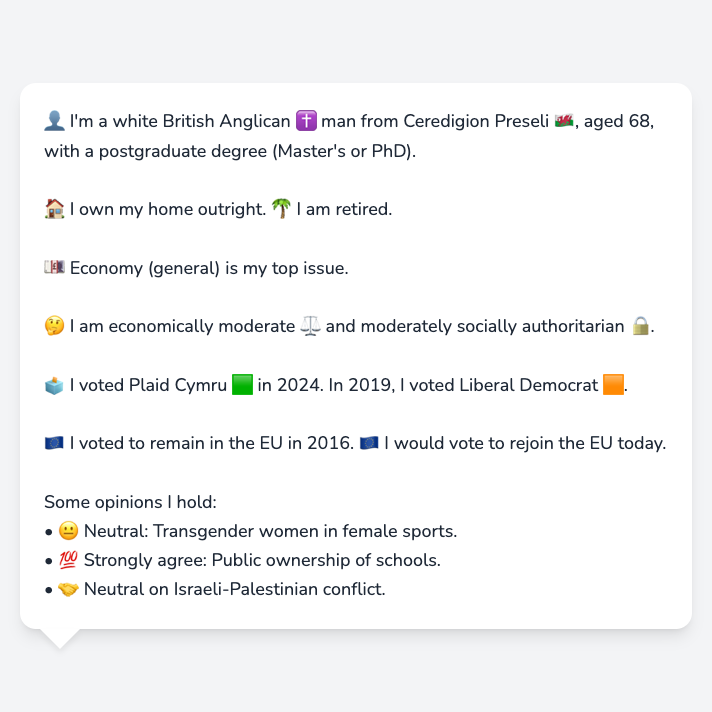 👤 I'm a white British Anglican ✝️ man from Ceredigion Preseli 🏴󠁧󠁢󠁷󠁬󠁳󠁿, aged 68,
with a postgraduate degree (Master's or PhD).
🏠 I own my home outright. 🌴 I am retired.
💷 Economy (general) is my top issue.
🤔 I am economically moderate ⚖️ and moderately socially authoritarian 🔒.
🗳️ I voted Plaid Cymru 🟩 in 2024. In 2019, I voted Liberal Democrat 🟧.
🇪🇺 I voted to remain in the EU in 2016. 🇪🇺 I would vote to rejoin the EU today.
Some opinions I hold:
• 😐 Neutral: Transgender women in female sports.
• 💯 Strongly agree: Public ownership of schools.
• 🤝 Neutral on Israeli-Palestinian conflict.